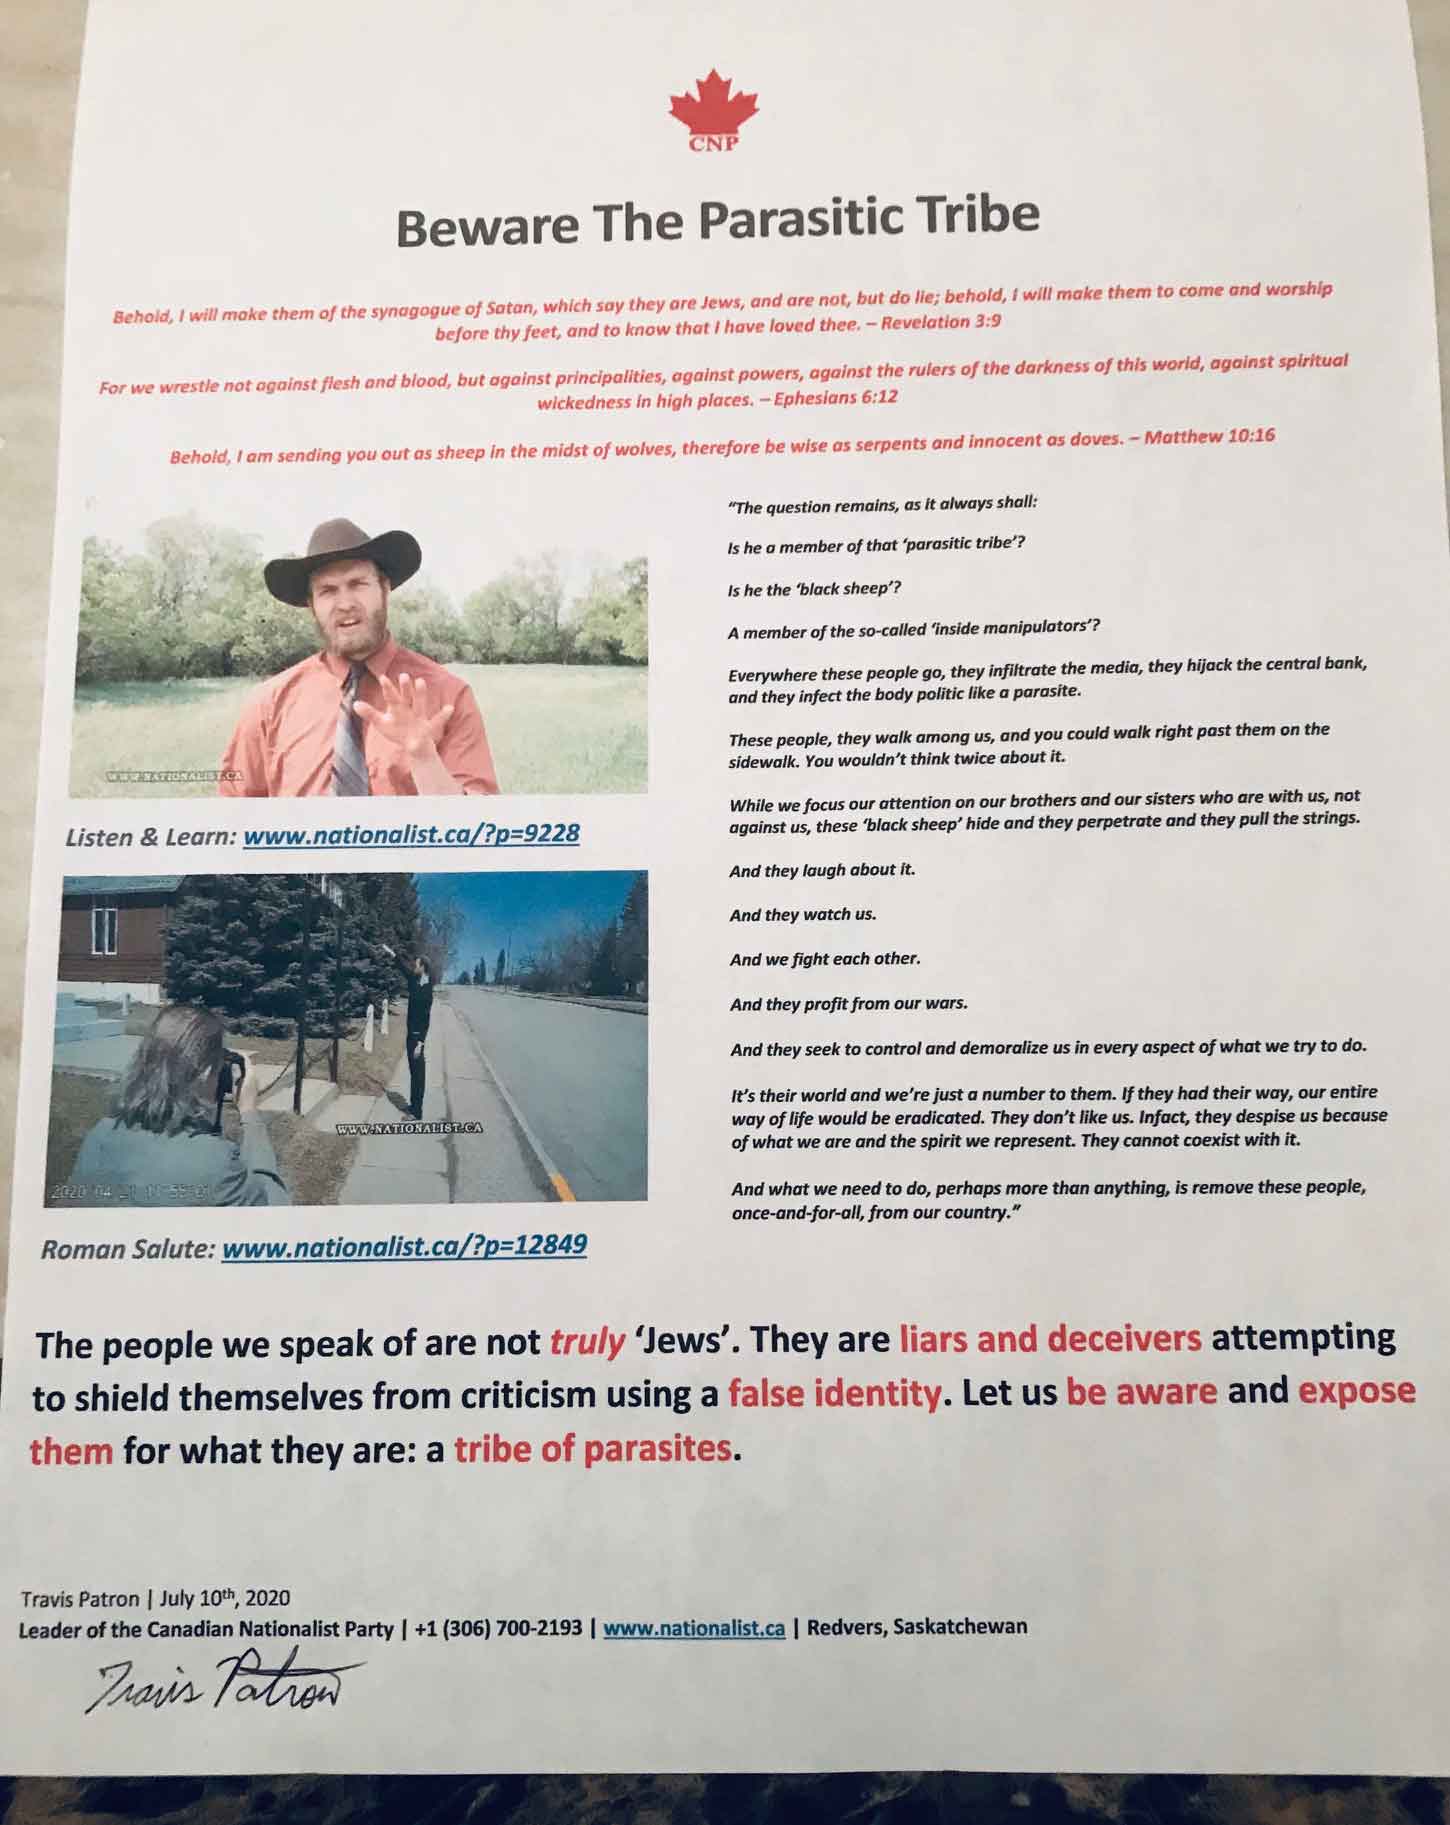 CNP
Beware The Parasitic Tribe
Behold, I will make them of the synagogue of Satan, which say they are Jews, and are not, but do lie; behold, I will make them to come and worship
before thy feet, and to know that I have loved thee. – Revelation 3:9
For we wrestle not against flesh and blood, but against principalities, against powers, against the rulers of the darkness of this world, against spiritual
wickedness in high places. – Ephesians 6:12
Behold, I am sending you out as sheep in the midst of wolves, therefore be wise as serpents and innocent as doves. – Matthew 10:16
WWW.NATIONALIST.CA
Listen & Learn: www.nationalist.ca/?p=9228
WWW.NATIONALIST.CA
2020 04 21
Roman Salute: www.nationalist.ca/?p=12849
“The question remains, as it always shall:
Is he a member of that ‘parasitic tribe’?
Is he the ‘black sheep’?
A member of the so-called ‘inside manipulators’?
Everywhere these people go, they infiltrate the media, they hijack the central bank,
and they infect the body politic like a parasite.
These people, they walk among us, and you could walk right past them on the
sidewalk. You wouldn’t think twice about it.
While we focus our attention on our brothers and our sisters who are with us, not
against us, these ‘black sheep’ hide and they perpetrate and they pull the strings.
And they laugh about it.
And they watch us.
And we fight each other.
And they profit from our wars.
And they seek to control and demoralize us in every aspect of what we try to do.
It’s their world and we’re just a number to them. If they had their way, our entire
way of life would be eradicated. They don’t like us. Infact, they despise us because
of what we are and the spirit we represent. They cannot coexist with it.
And what we need to do, perhaps more than anything, is remove these people,
once-and-for-all, from our country.”
The people we speak of are not truly ‘Jews’. They are liars and deceivers attempting
to shield themselves from criticism using a false identity. Let us be aware and expose
them for what they are: a tribe of parasites.
Travis Patron | July 10th, 2020
Leader of the Canadian Nationalist Party | +1 (306) 700-2193 | www.nationalist.ca | Redvers, Saskatchewan
Travis Patron